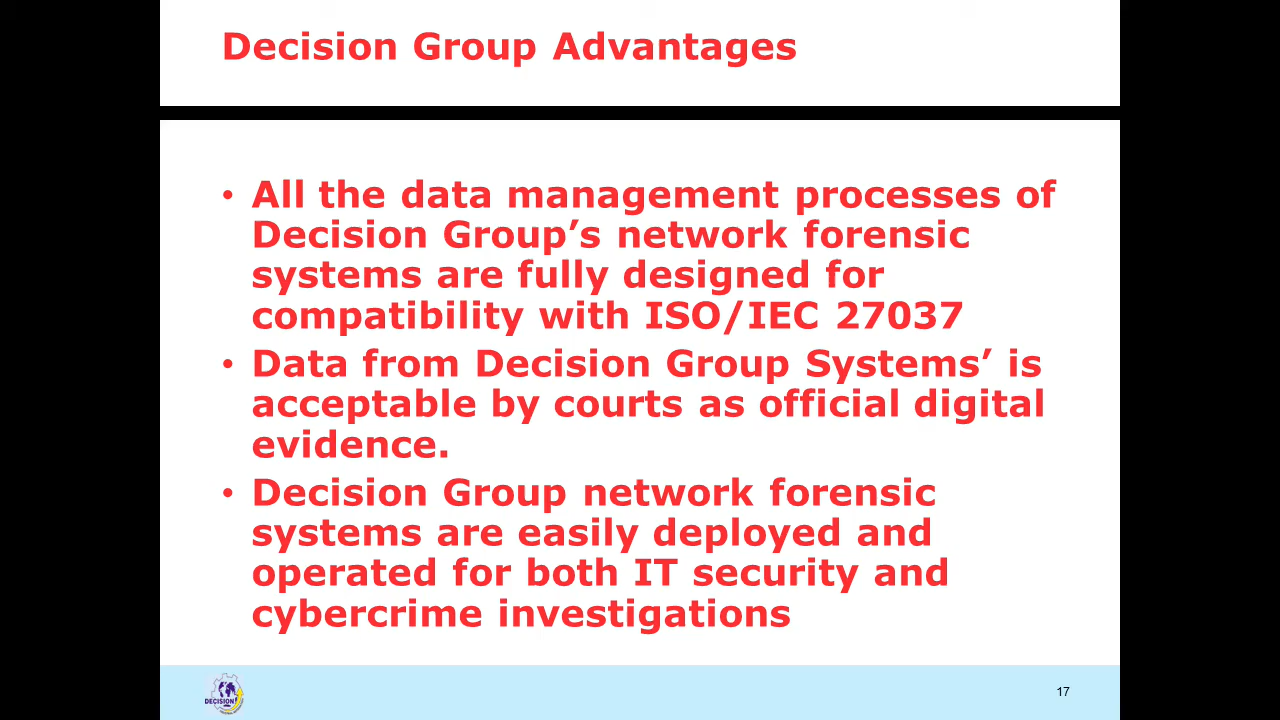 Decision Group Advantages
• All the data management processes of
Decision Group’s network forensic
systems are fully designed for
compatibility with ISO/IEC 27037
• Data from Decision Group Systems’ is
acceptable by courts as official digital
evidence.
• Decision Group network forensic
systems are easily deployed and
operated for both IT security and
cybercrime investigations
DECISION
17